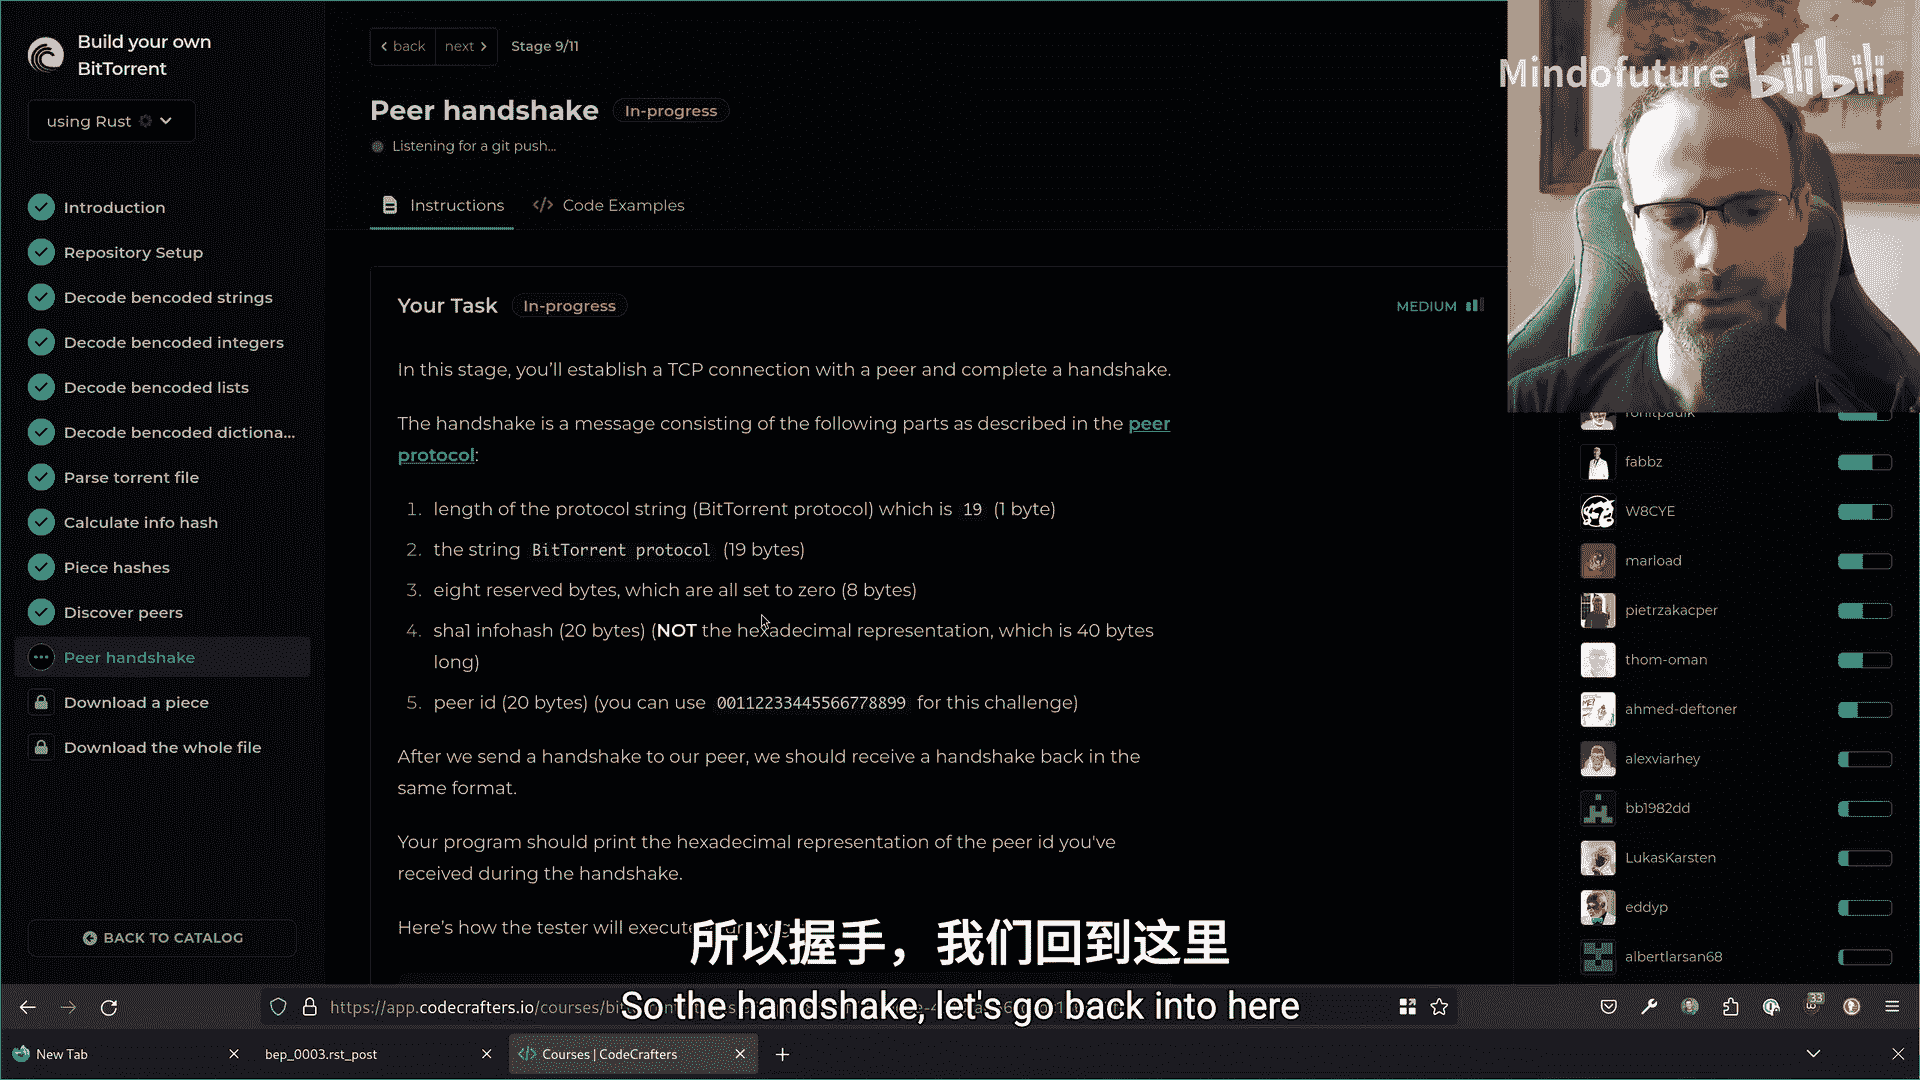 Build your own
BitTorrent
using Rust
Introduction
Repository Setup
Decode bencoded strings
Decode bencoded integers
Decode bencoded lists
Decode bencoded dictiona...
Parse torrent file
Calculate info hash
Piece hashes
Discover peers
Peer handshake
Download a piece
Download the whole file
BACK TO CATALOG
back
next
Stage 9/11
Peer handshake
In-progress
Listening for a git push...
Instructions
Code Examples
Your Task
In-progress
MEDIUM
In this stage, you'll establish a TCP connection with a peer and complete a handshake.
The handshake is a message consisting of the following parts as described in the peer
protocol:
1. length of the protocol string (BitTorrent protocol) which is 19 (1 byte)
2. the string BitTorrent protocol (19 bytes)
3. eight reserved bytes, which are all set to zero (8 bytes)
4. sha1 infohash (20 bytes) (NOT the hexadecimal representation, which is 40 bytes
long)
5. peer id (20 bytes) (you can use 00112233445566778899 for this challenge)
After we send a handshake to our peer, we should receive a handshake back in the
same format.
Your program should print the hexadecimal representation of the peer id you've
received during the handshake.
Here's how the tester will execute
Mindofuture bilibili
fabbz
W8CYE
marload
pietrzakacper
thom-oman
ahmed-deftoner
alexviarhey
bb1982dd
LukasKarsten
eddyp
albertlarsan68
所以握手，我们回到这里
So the handshake, let's go back into here
https://app.codecrafters.io/courses/bi
33
New Tab
bep_0003.rst_post
Courses | CodeCrafters